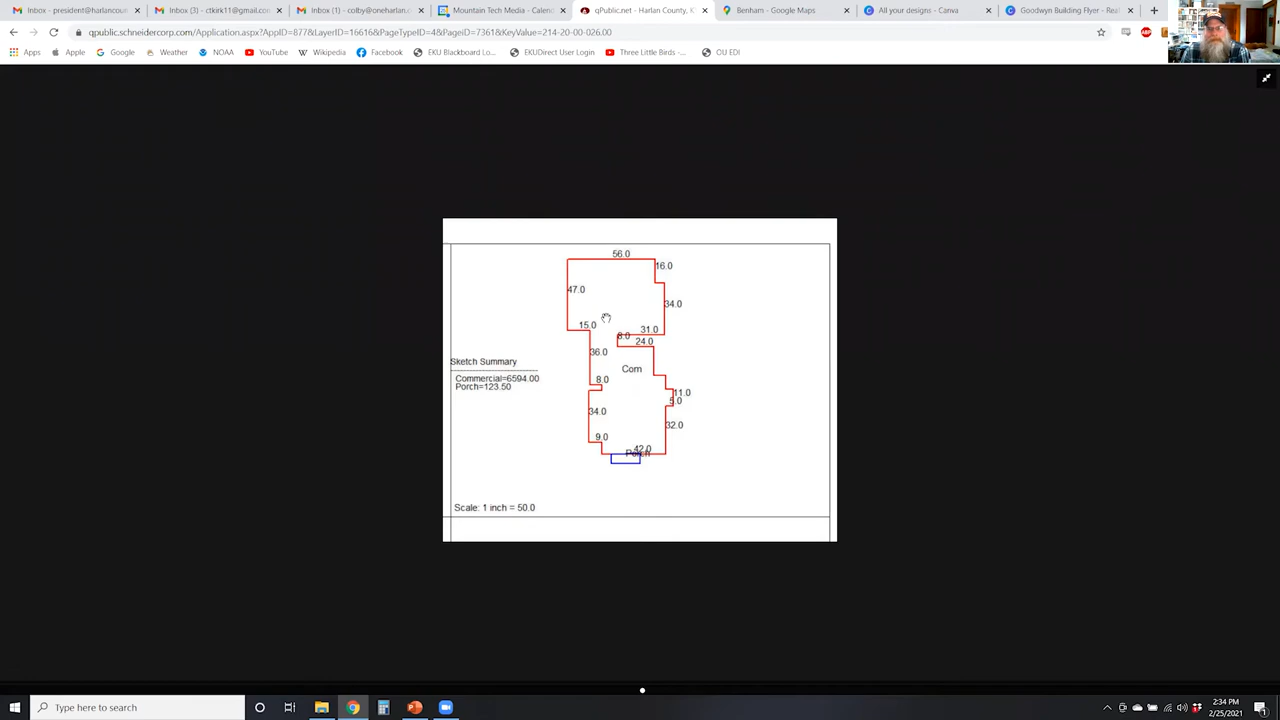 Inbox - president@harlancoun
Inbox (3) - ctkirk11@gmail.com
Inbox (1) - colby@oneharlan.c
Mountain Tech Media - Calend
qPublic.net - Harlan County, K
Benham - Google Maps
All your designs - Canva
Goodwyn Building Flyer - Rea
qpublic.schneidercorp.com/Application.aspx?AppID=877&LayerID=16616&PageTypeID=4&PageID=7961&KeyValue=214-20-00-026.00
Apps
Apple
Google
Weather
NOAA
YouTube
Wikipedia
Facebook
EKU Blackboard Lo...
EKUDirect User Login
Three Little Birds - ...
OU EDI
56.0
16.0
47.0
34.0
15.0
31.0
8.0
24.0
36.0
Sketch Summary
Com
Commercial=6594.00
Porch=123.50
8.0
11.0
5.0
34.0
32.0
9.0
42.0
Porch
Scale: 1 inch = 50.0
Type here to search
2:34 PM
2/25/2021